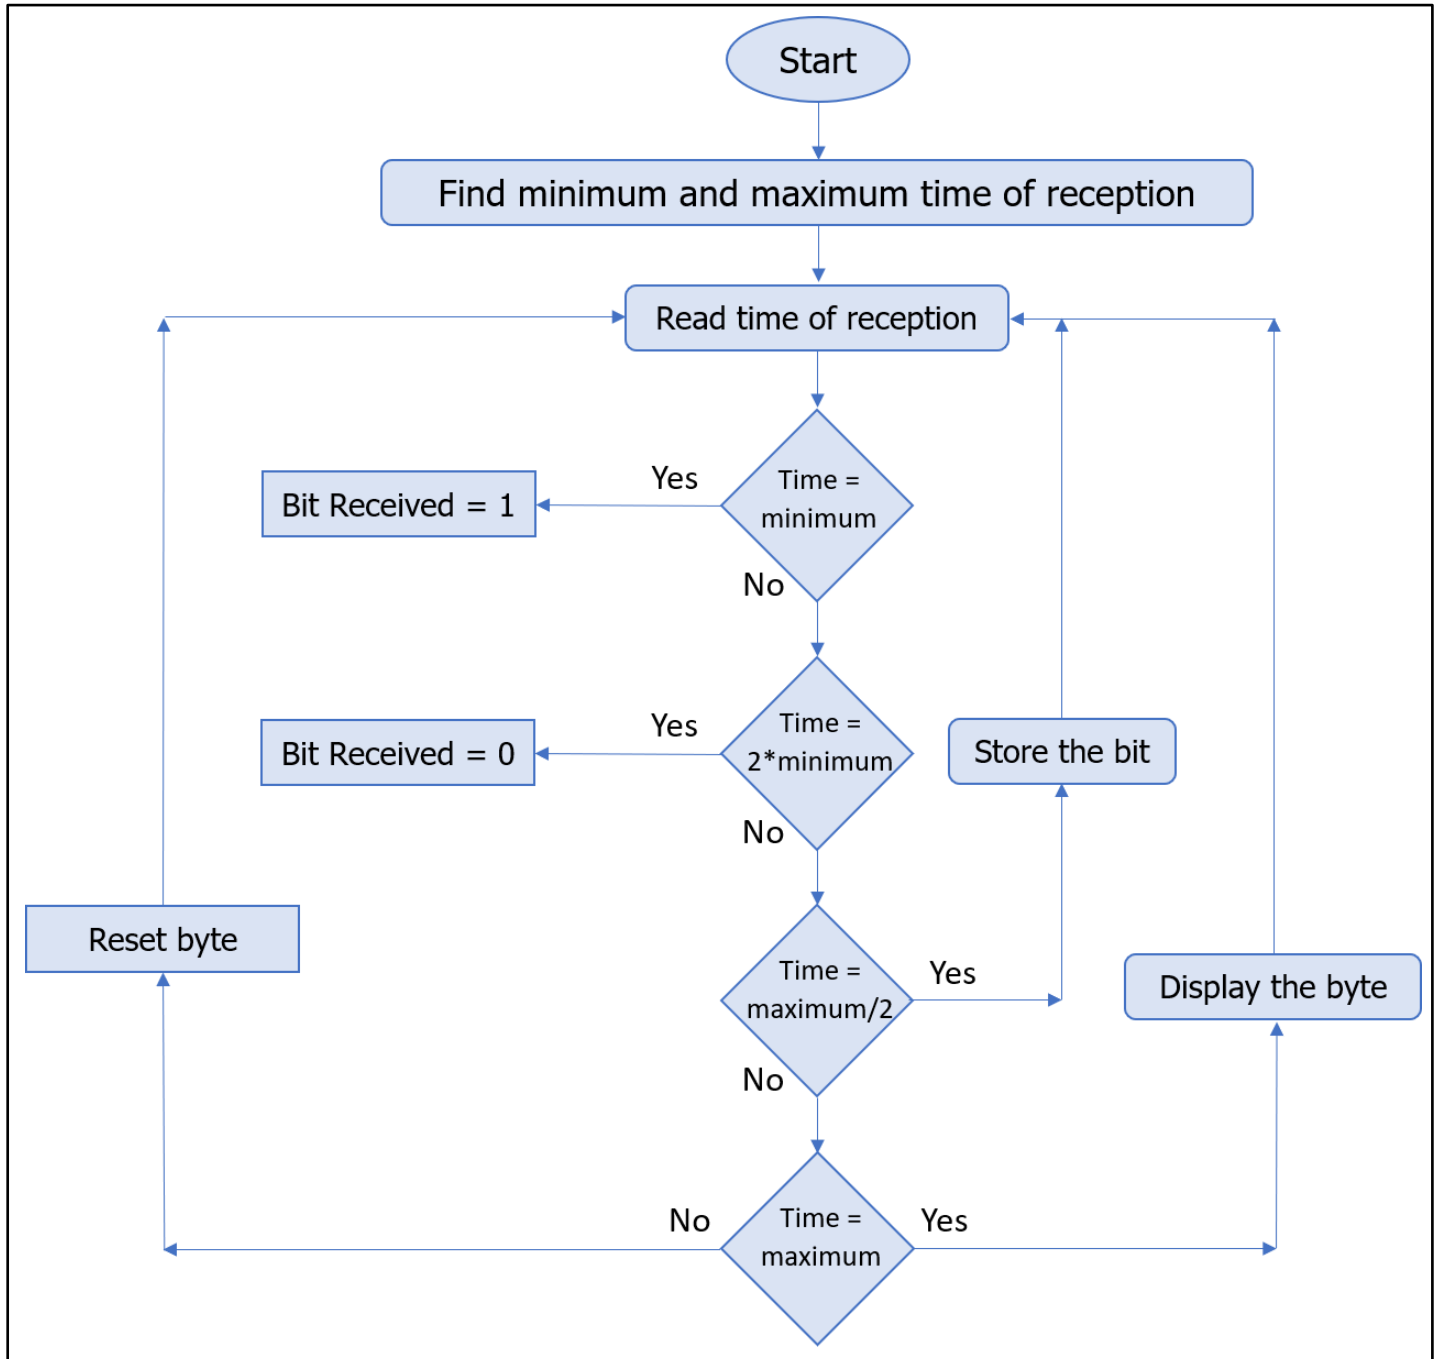 Start
Find minimum and maximum time of reception
Read time of reception
Yes
Time =
minimum
Bit Received = 1
No
Yes
Time =
2*minimum
Bit Received = 0
Store the bit
No
Reset byte
Time =
maximum/2
Yes
Display the byte
No
No
Time =
maximum
Yes